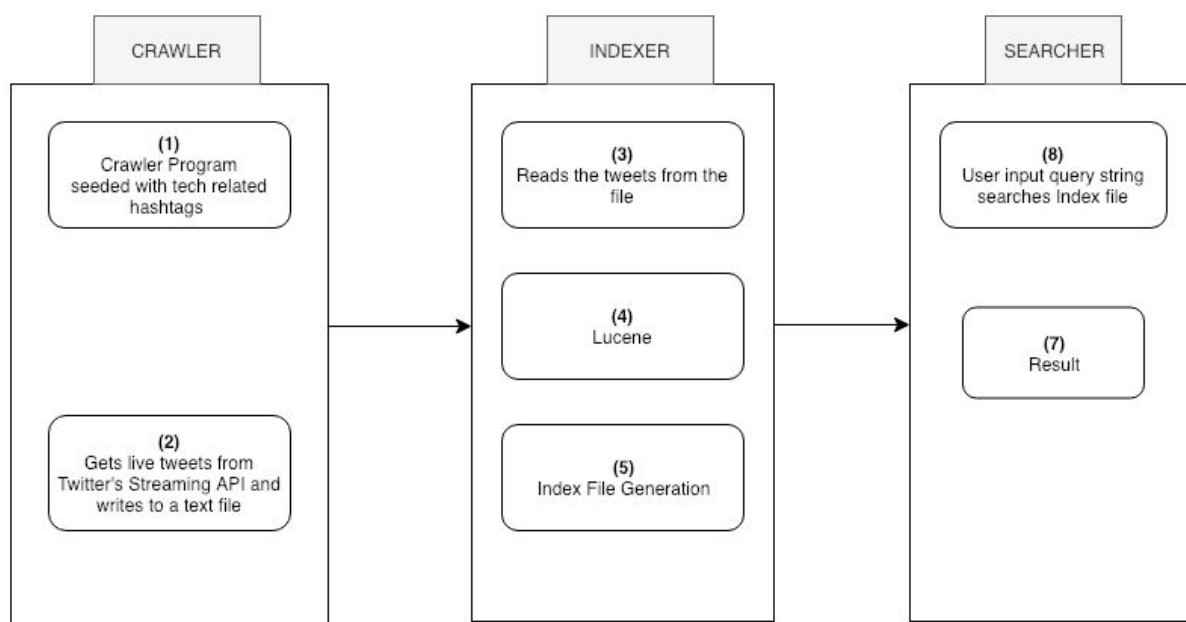 CRAWLER
(1)
Crawler Program
seeded with tech related
hashtags
(2)
Gets live tweets from
Twitter's Streaming API and
writes to a text file
INDEXER
(3)
Reads the tweets from the
file
(4)
Lucene
(5)
Index File Generation
SEARCHER
(8)
User input query string
searches Index file
(7)
Result